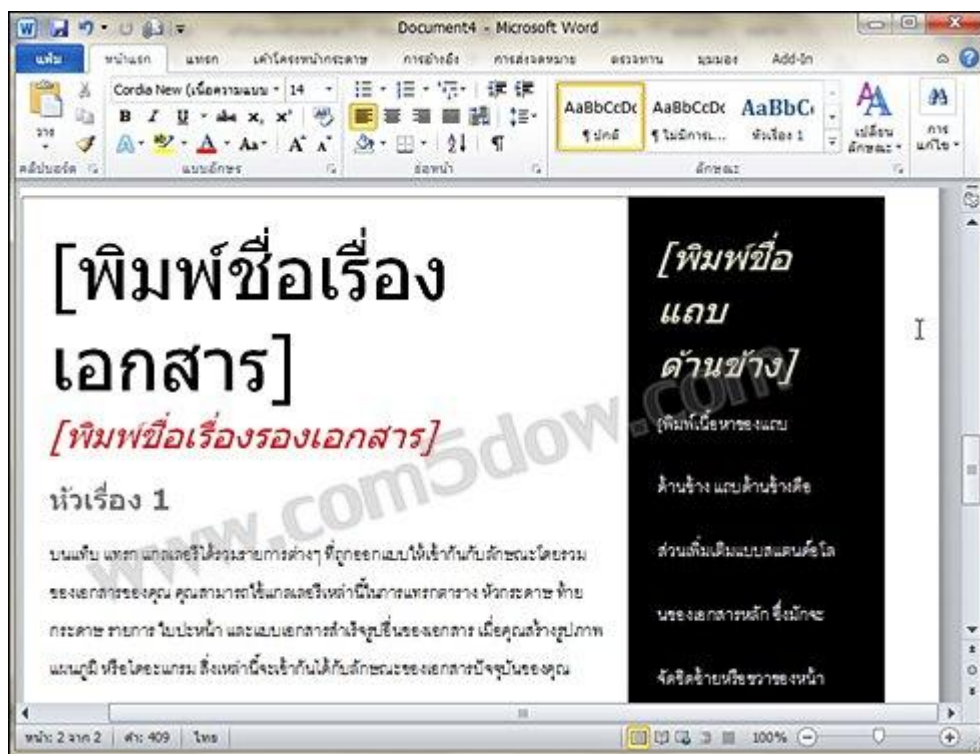 Document4 - Microsoft Word
แฟ้ม หน้าแรก แทรก เค้าโครงหน้ากระดาษ การอ้างอิง การส่งจดหมาย ตรวจทาน มุมมอง Add-In
Cordia New (เนื้อความแบบ 14
วาง
B I U abc x, x'
Aa A A
AaBbCcDc AaBbCcDc AaBbC
¶ ปกติ ¶ ไม่มีการเ... หัวเรื่อง 1
เปลี่ยน ลักษณะ
การ แก้ไข
คลิปบอร์ด แบบอักษร ย่อหน้า ลักษณะ
[พิมพ์ชื่อเรื่อง
เอกสาร]
[พิมพ์ชื่อเรื่องรองเอกสาร]
หัวเรื่อง 1
บนแท็บ แทรก แกลเลอรีได้รวมรายการต่างๆ ที่ถูกออกแบบให้เข้ากันกับลักษณะโดยรวม
ของเอกสารของคุณ คุณสามารถใช้แกลเลอรีเหล่านี้ในการแทรกตาราง หัวกระดาษ ท้าย
กระดาษ รายการ ใบปะหน้า และแบบเอกสารสำเร็จรูปอื่นของเอกสาร เมื่อคุณสร้างรูปภาพ
แผนภูมิ หรือไดอะแกรม สิ่งเหล่านี้จะเข้ากันได้กับลักษณะของเอกสารปัจจุบันของคุณ
[พิมพ์ชื่อ
แถบ
ด้านข้าง]
[พิมพ์เนื้อหาของแถบ
ด้านข้าง แถบด้านข้างคือ
ส่วนเพิ่มเติมแบบสแตนด์อโล
นของเอกสารหลัก ซึ่งมักจะ
จัดชิดซ้ายหรือขวาของหน้า
www.com5dow.com
หน้า: 2 จาก 2 คำ: 409 ไทย 100%